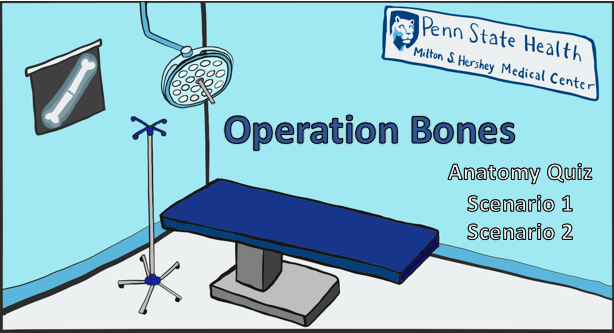 Penn State Health
Milton S. Hershey Medical Center
Operation Bones
Anatomy Quiz
Scenario 1
Scenario 2